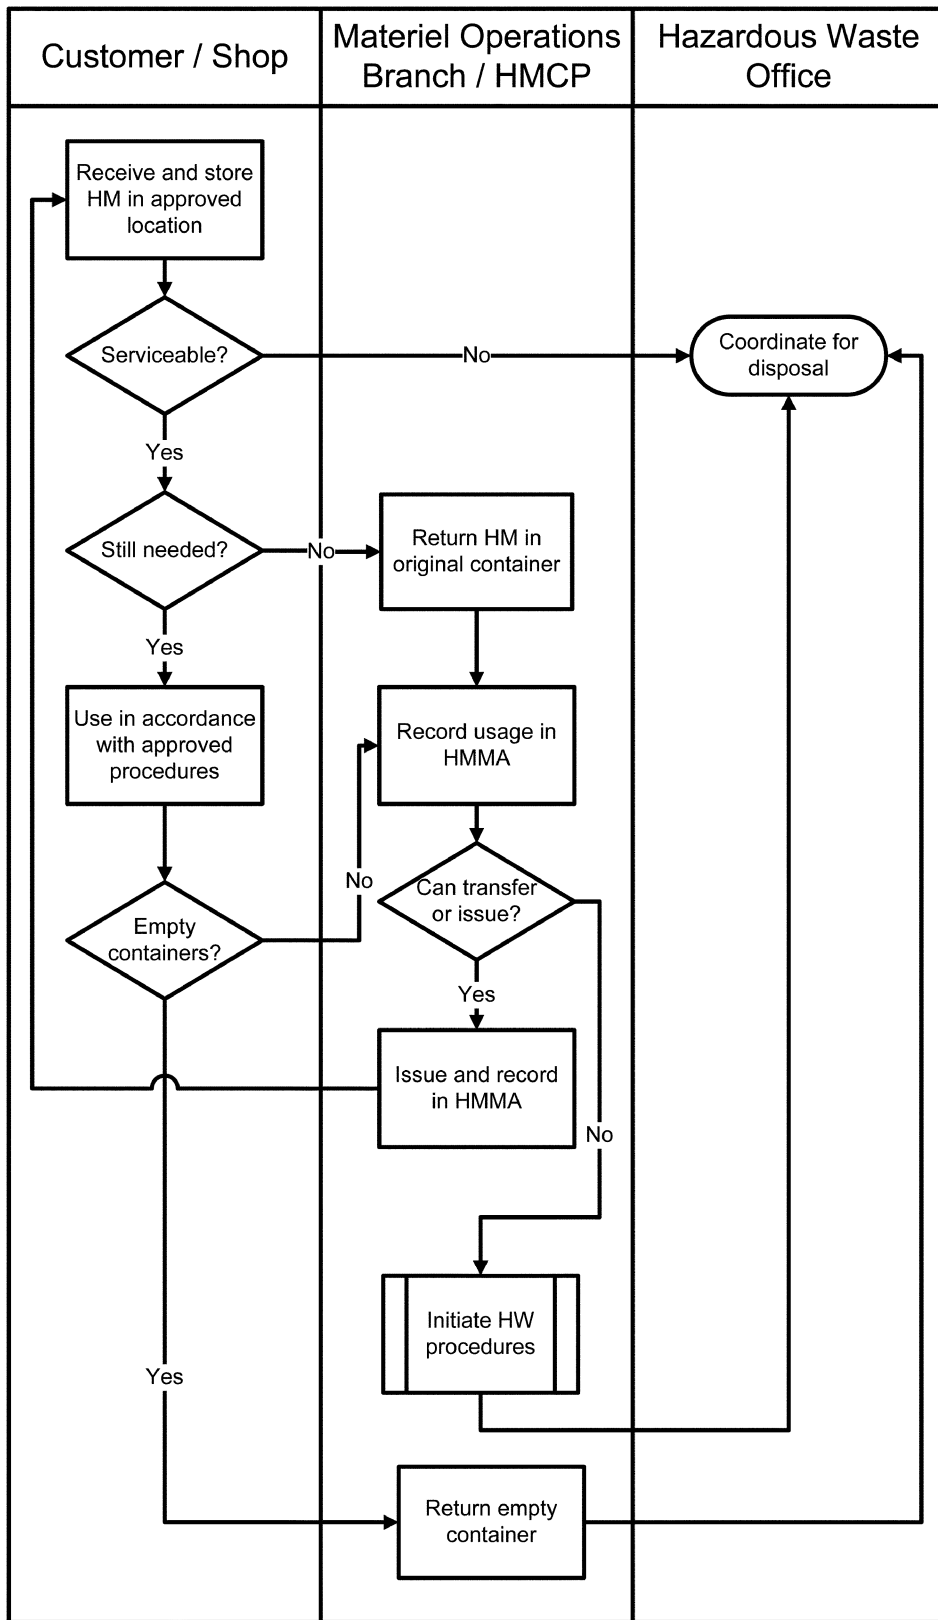 Customer / Shop
Materiel Operations
Branch / HMCP
Hazardous Waste
Office
Receive and store
HM in approved
location
Serviceable?
No
Coordinate for
disposal
Yes
Still needed?
No
Return HM in
original container
Yes
Use in accordance
with approved
procedures
Record usage in
HMMA
No
Can transfer
or issue?
Empty
containers?
Yes
Issue and record
in HMMA
No
Initiate HW
procedures
Yes
Return empty
container